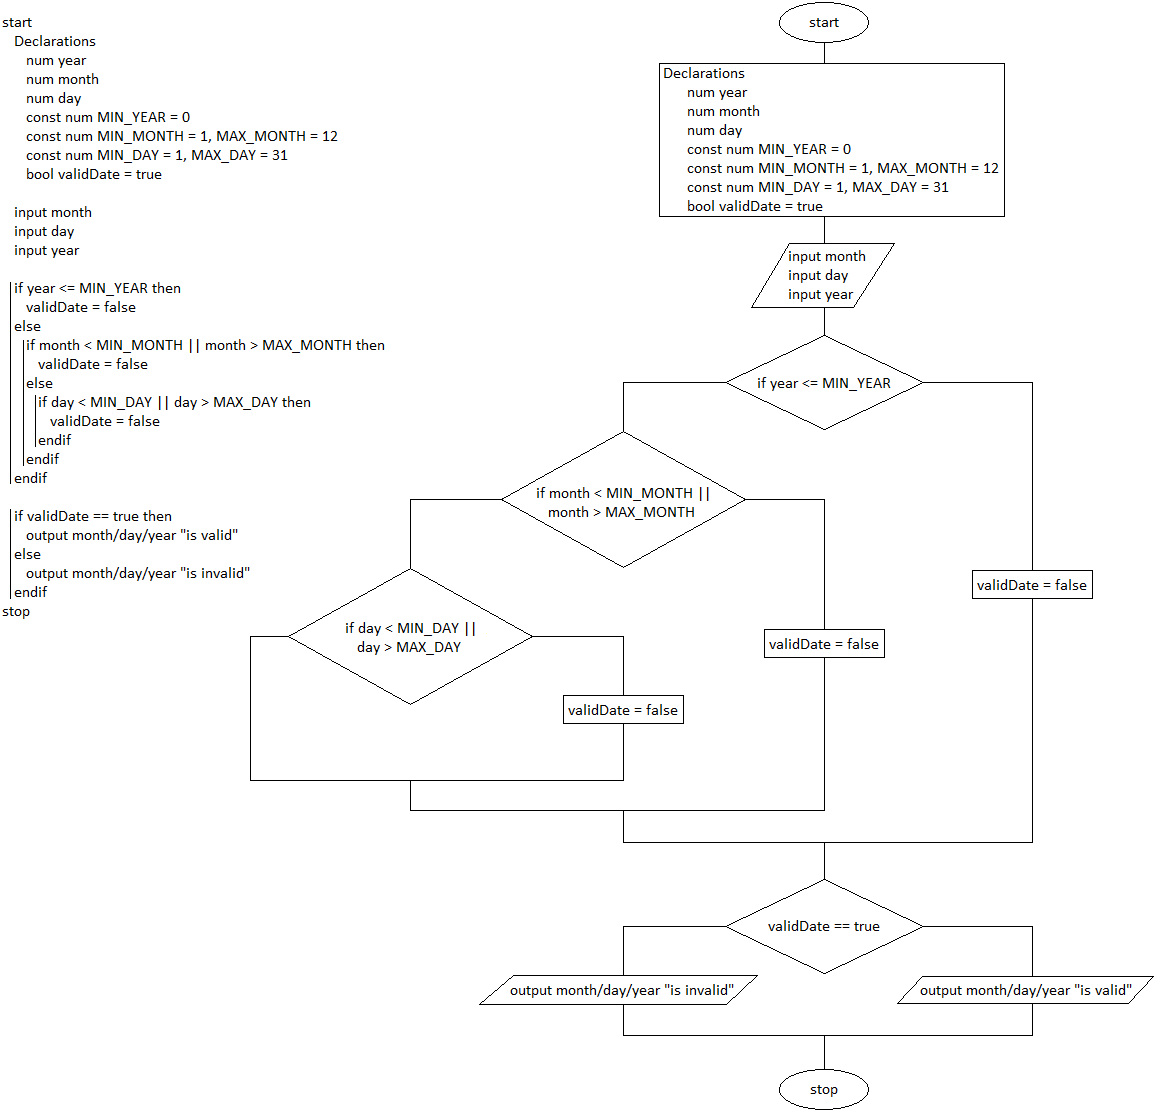 start
Declarations
num year
num month
num day
const num MIN_YEAR = 0
const num MIN_MONTH = 1, MAX_MONTH = 12
const num MIN_DAY = 1, MAX_DAY = 31
bool validDate = true
input month
input day
input year
if year <= MIN_YEAR then
validDate = false
else
if month < MIN_MONTH || month > MAX_MONTH then
validDate = false
else
if day < MIN_DAY || day > MAX_DAY then
validDate = false
endif
endif
endif
if validDate == true then
output month/day/year "is valid"
else
output month/day/year "is invalid"
endif
stop
start
Declarations
num year
num month
num day
const num MIN_YEAR = 0
const num MIN_MONTH = 1, MAX_MONTH = 12
const num MIN_DAY = 1, MAX_DAY = 31
bool validDate = true
input month
input day
input year
if year <= MIN_YEAR
if month < MIN_MONTH ||
month > MAX_MONTH
validDate = false
if day < MIN_DAY ||
day > MAX_DAY
validDate = false
validDate = false
validDate == true
output month/day/year "is invalid"
output month/day/year "is valid"
stop